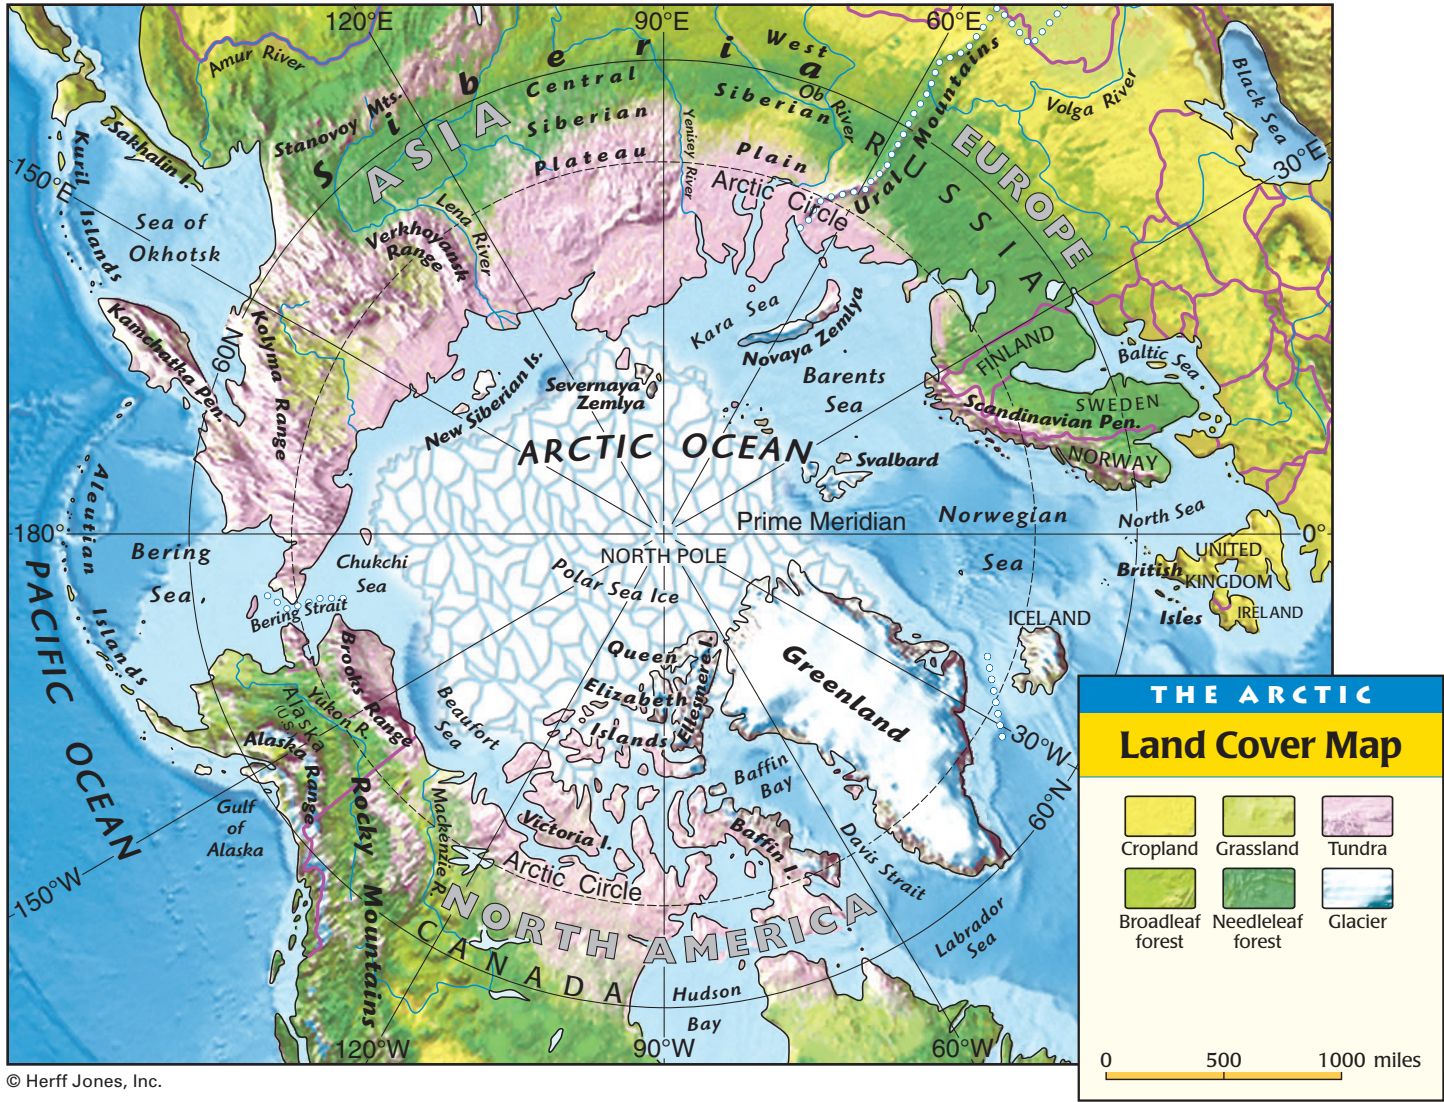 120°E
90°E
60°E
Amur River
Stanovoy Mts.
Siberia
ASIA
Central
Siberian
Plateau
West
Siberian
Plain
Ob River
Yenisey River
Ural Mountains
Volga River
Black Sea
30°E
EUROPE
RUSSIA
Arctic Circle
Sakhalin I.
Kuril Islands
150°E
Sea of
Okhotsk
Lena River
Verkhoyansk
Range
Kamchatka Pen.
60°N
Kolyma Range
Kara Sea
Novaya Zemlya
Barents
Sea
FINLAND
Baltic Sea
SWEDEN
Scandinavian Pen.
NORWAY
New Siberian Is.
Severnaya
Zemlya
ARCTIC OCEAN
Svalbard
Aleutian Islands
180°
Prime Meridian
Norwegian
Sea
North Sea
0°
NORTH POLE
Bering
Sea
Chukchi
Sea
Polar Sea Ice
Bering Strait
British
Isles
UNITED
KINGDOM
IRELAND
ICELAND
PACIFIC OCEAN
Brooks Range
Yukon R.
Alaska
(U.S.)
Alaska Range
Beaufort
Sea
Queen
Elizabeth
Islands
Ellesmere I.
Greenland
Baffin
Bay
30°W
60°N
Gulf
of
Alaska
Rocky Mountains
Mackenzie R.
Victoria I.
Baffin I.
Davis Strait
Arctic Circle
150°W
NORTH AMERICA
CANADA
Labrador
Sea
Hudson
Bay
120°W
90°W
60°W
THE ARCTIC
Land Cover Map
Cropland
Grassland
Tundra
Broadleaf
forest
Needleleaf
forest
Glacier
0 500 1000 miles
© Herff Jones, Inc.